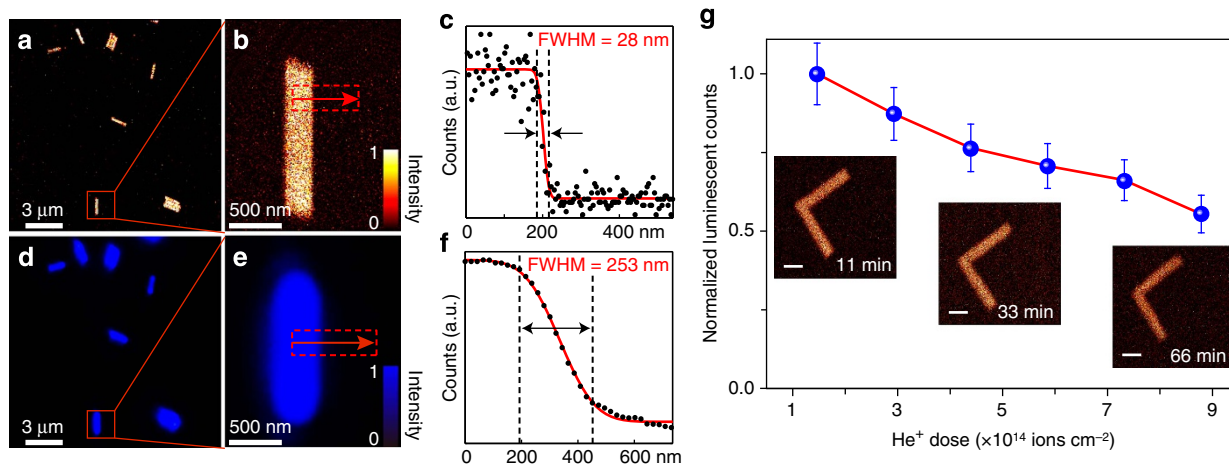 a
3 μm
b
500 nm
1
0
Intensity
c
FWHM = 28 nm
Counts (a.u.)
0
200
400 nm
d
3 μm
e
500 nm
1
0
Intensity
f
FWHM = 253 nm
Counts (a.u.)
0
200
400
600 nm
g
Normalized luminescent counts
1.0
0.5
0.0
11 min
33 min
66 min
1
3
5
7
9
He⁺ dose (×10¹⁴ ions cm⁻²)